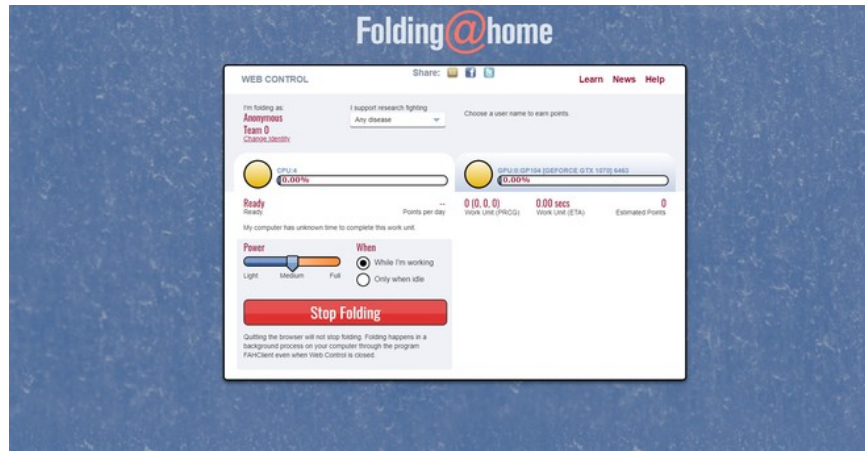 Folding@home
WEB CONTROL
Share:
Learn News Help
I'm folding as:
Anonymous
Team 0
Change Identity
I support research fighting
Any disease
Choose a user name to earn points.
CPU:4
0.00%
GPU:0:GP104 [GEFORCE GTX 1070] 6463
0.00%
Ready
Ready
--
Points per day
0 (0, 0, 0)
Work Unit (PRCG)
0.00 secs
Work Unit (ETA)
0
Estimated Points
My computer has unknown time to complete this work unit.
Power
Light Medium Full
When
While I'm working
Only when idle
Stop Folding
Quitting the browser will not stop folding. Folding happens in a
background process on your computer through the program
FAHClient even when Web Control is closed.